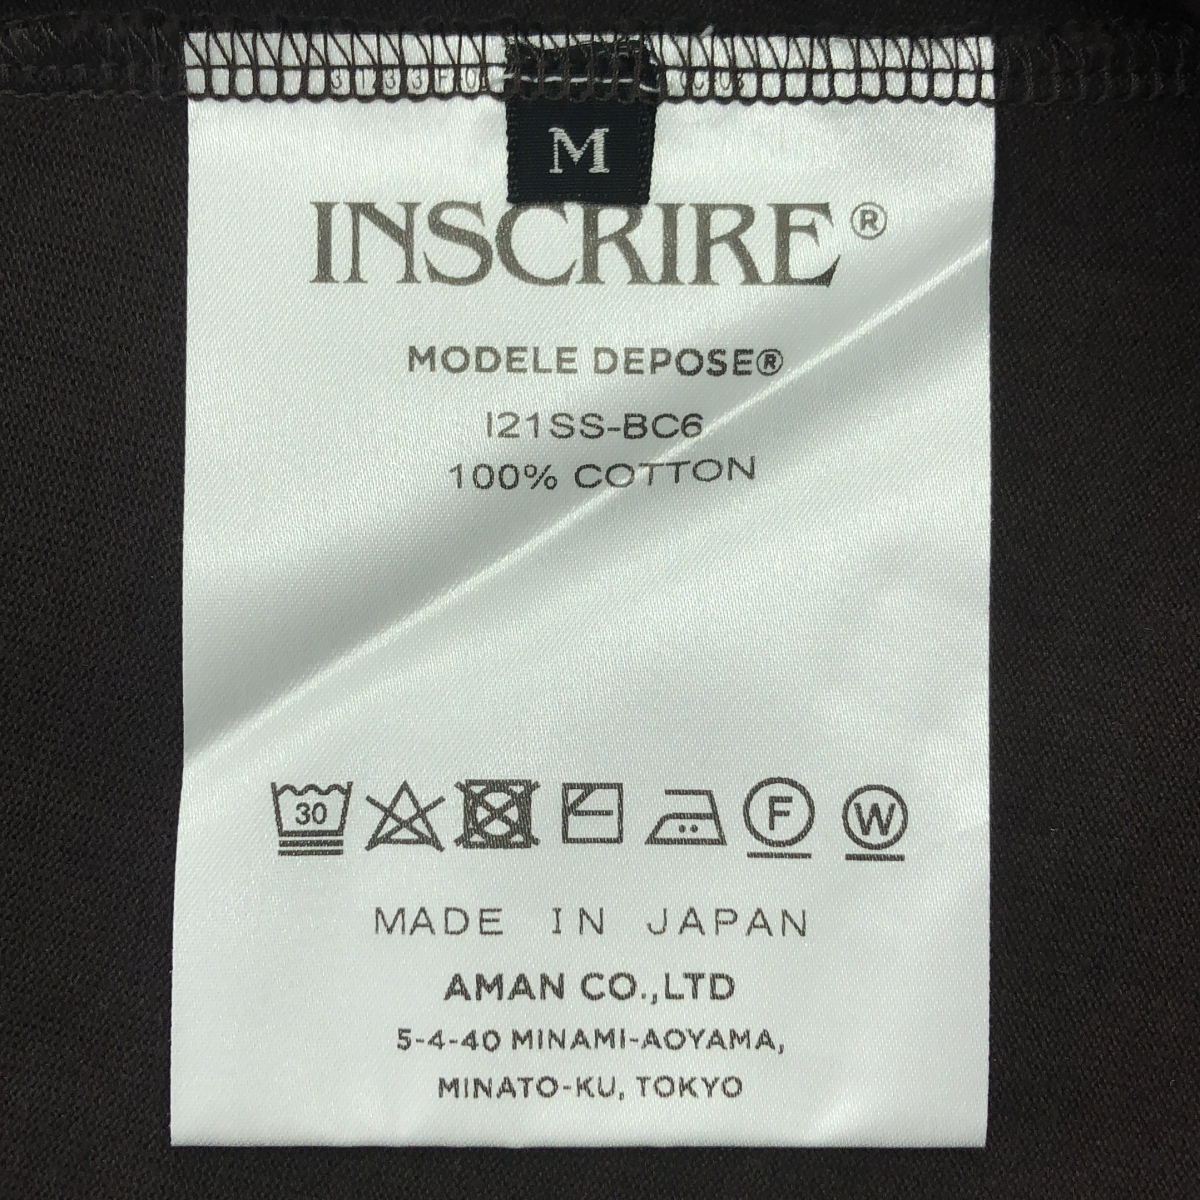 M
INSCRIRE®
MODELE DEPOSE®
I21SS-BC6
100% COTTON
30 F W
MADE IN JAPAN
AMAN CO.,LTD
5-4-40 MINAMI-AOYAMA,
MINATO-KU, TOKYO